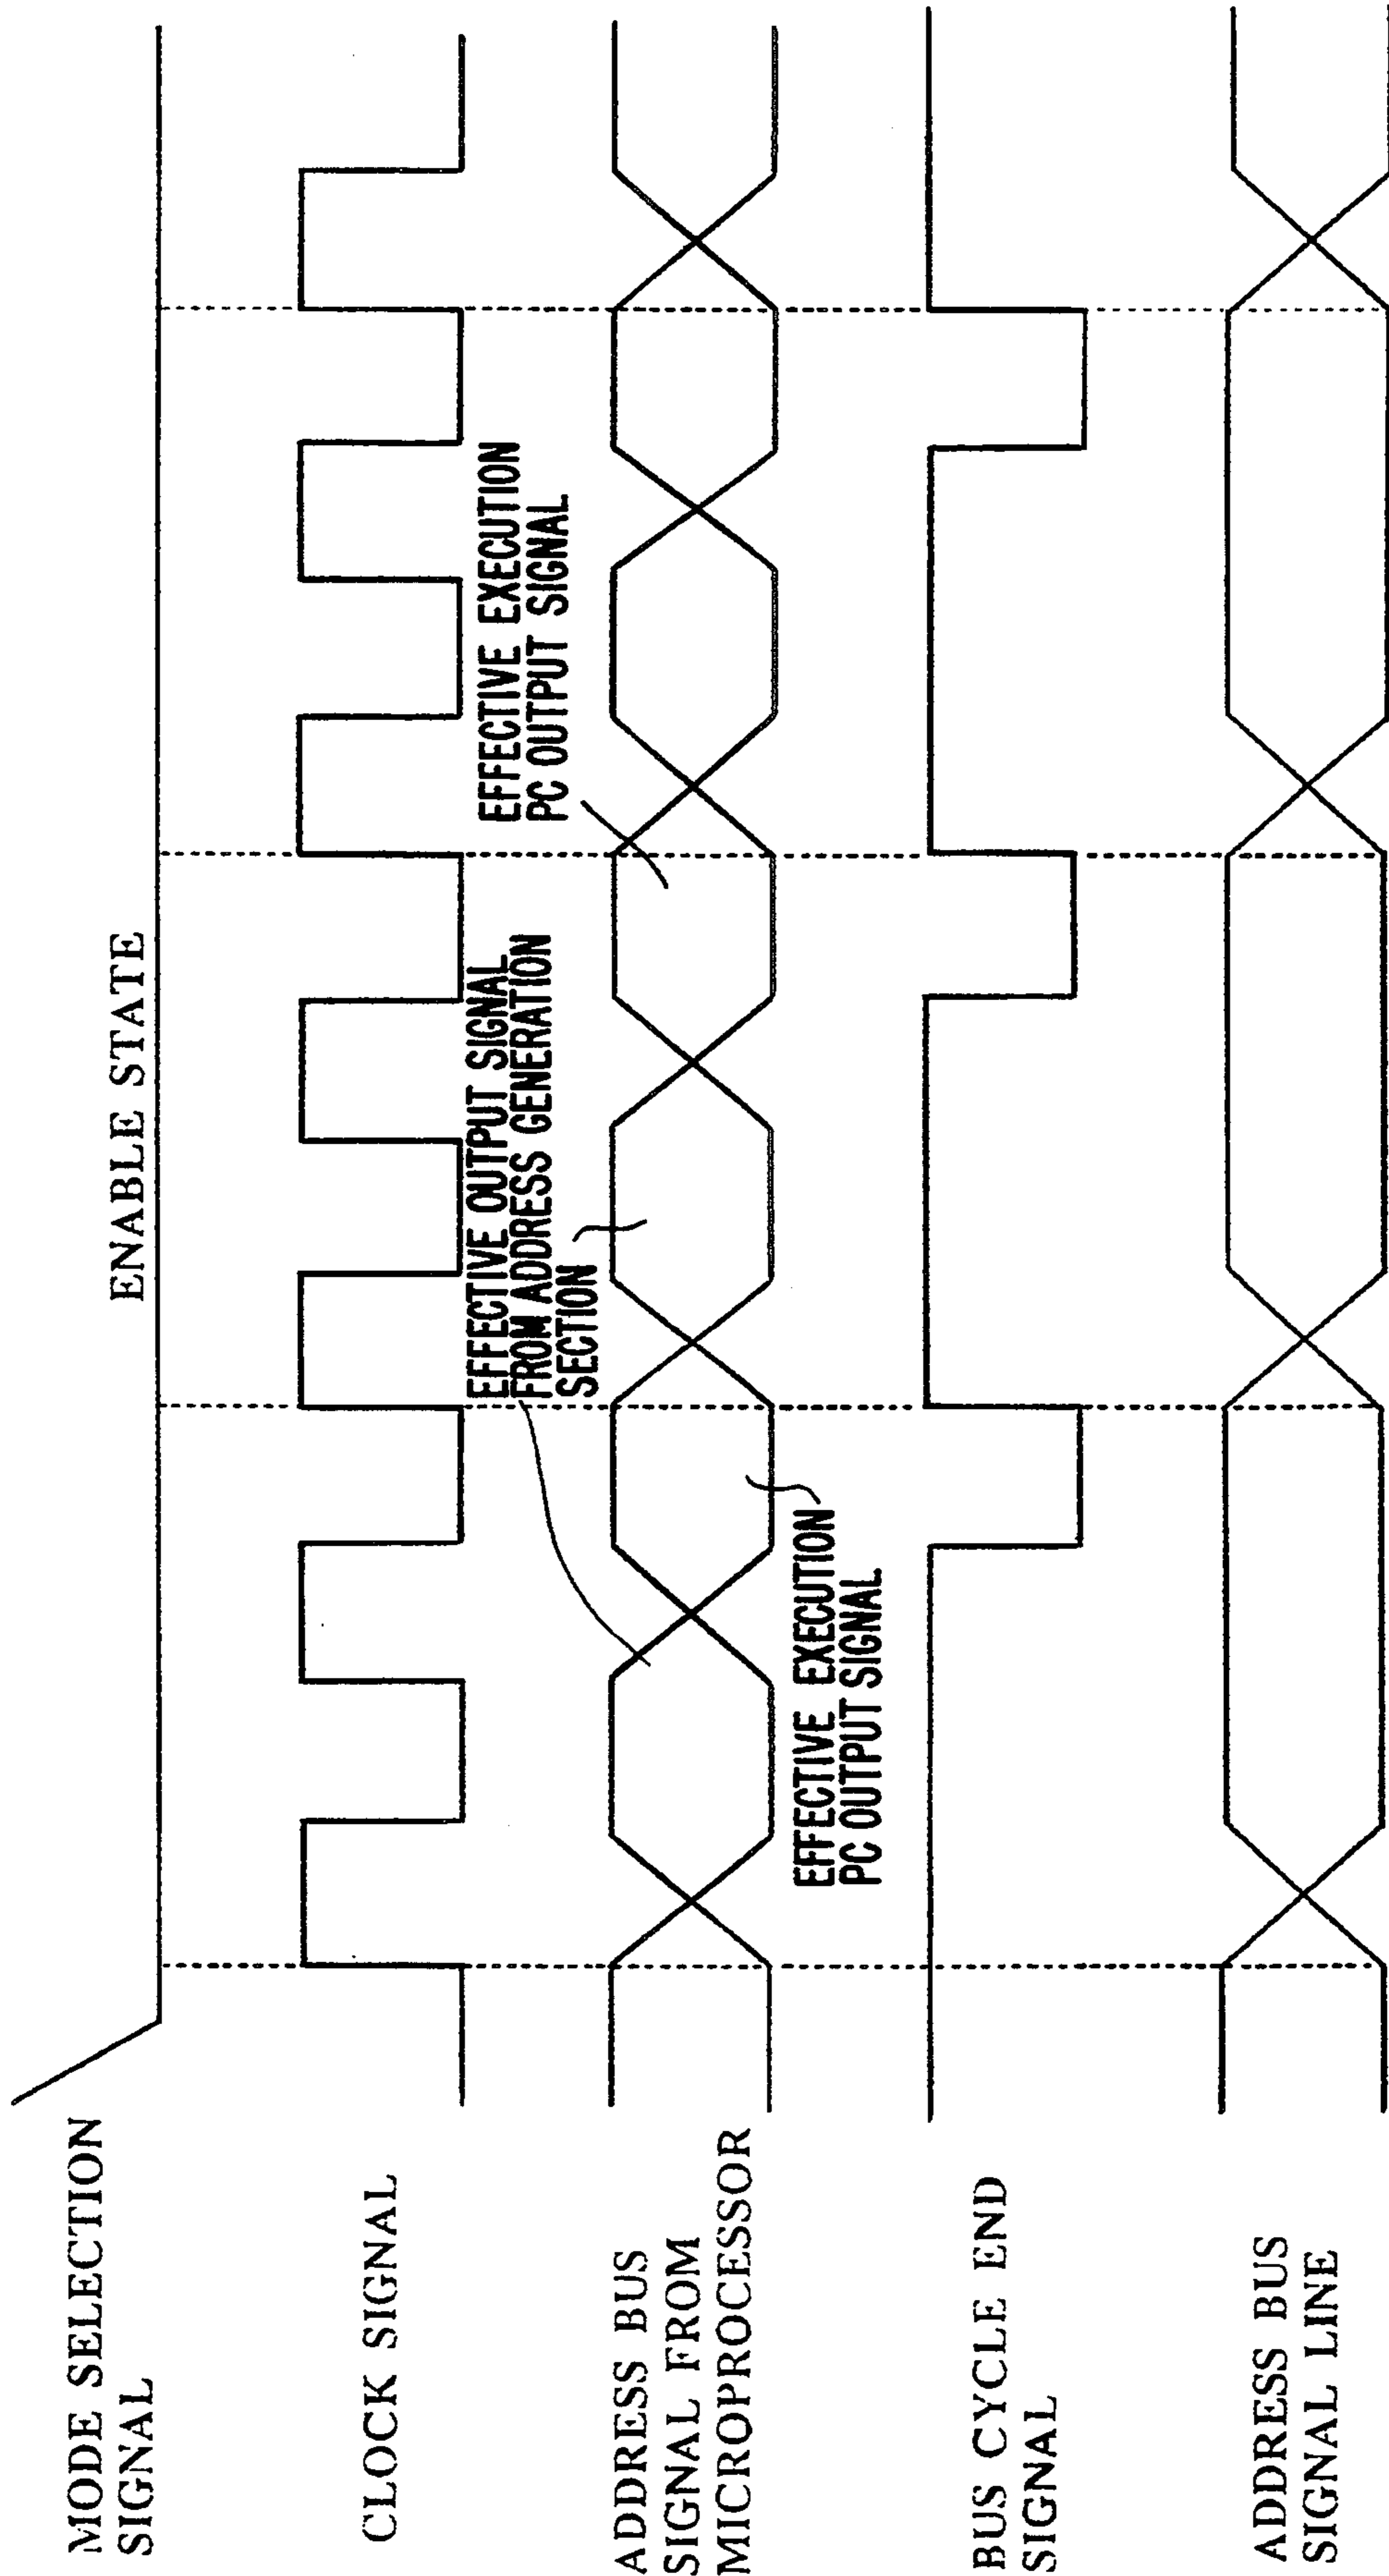 MODE SELECTION
SIGNAL
ENABLE STATE
CLOCK SIGNAL
EFFECTIVE OUTPUT SIGNAL
FROM ADDRESS GENERATION
SECTION
EFFECTIVE EXECUTION
PC OUTPUT SIGNAL
ADDRESS BUS
SIGNAL FROM
MICROPROCESSOR
EFFECTIVE EXECUTION
PC OUTPUT SIGNAL
BUS CYCLE END
SIGNAL
ADDRESS BUS
SIGNAL LINE